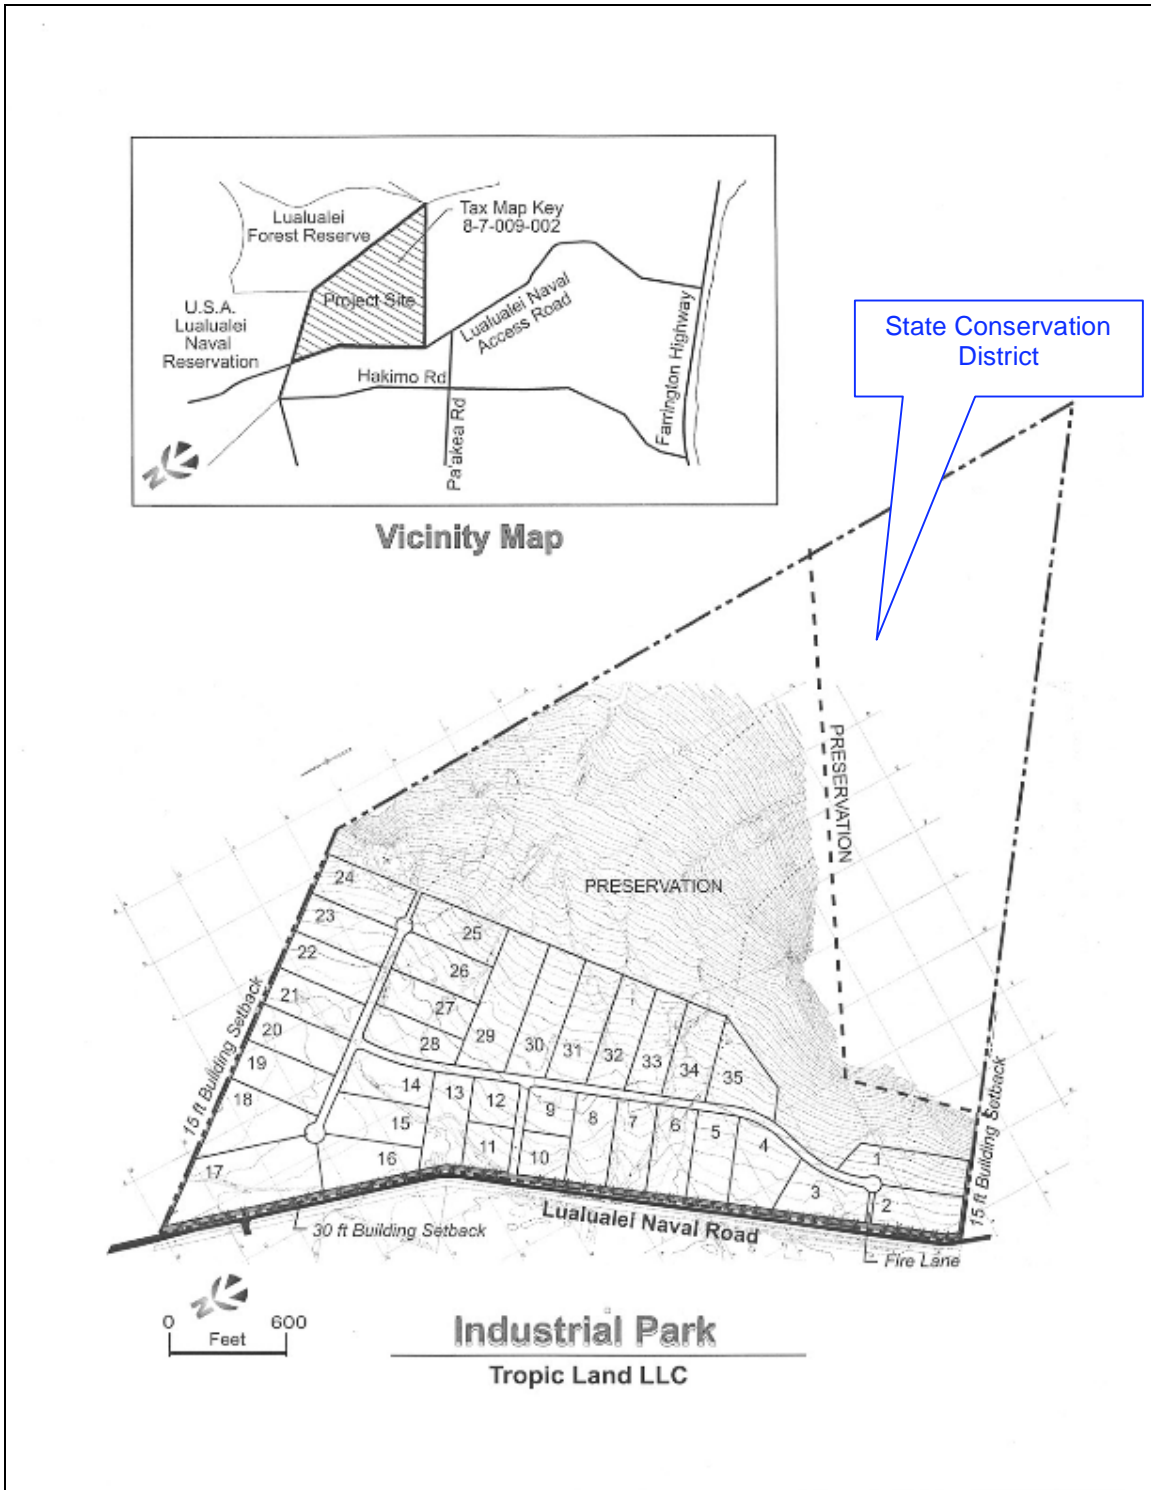 Lualualei
Forest Reserve
Tax Map Key
8-7-009-002
Project Site
U.S.A.
Lualualei
Naval
Reservation
Lualualei Naval
Access Road
Hakimo Rd
Pa'akea Rd
Farrington Highway
N
Vicinity Map
State Conservation
District
PRESERVATION
PRESERVATION
24
23
22
21
20
19
18
17
25
26
27
28
29
30
31
32
33
34
35
14
13
12
9
8
7
6
5
4
15
11
10
16
3
1
2
15 ft Building Setback
15 ft Building Setback
30 ft Building Setback
Lualualei Naval Road
Fire Lane
N
0 600
Feet
Industrial Park
Tropic Land LLC